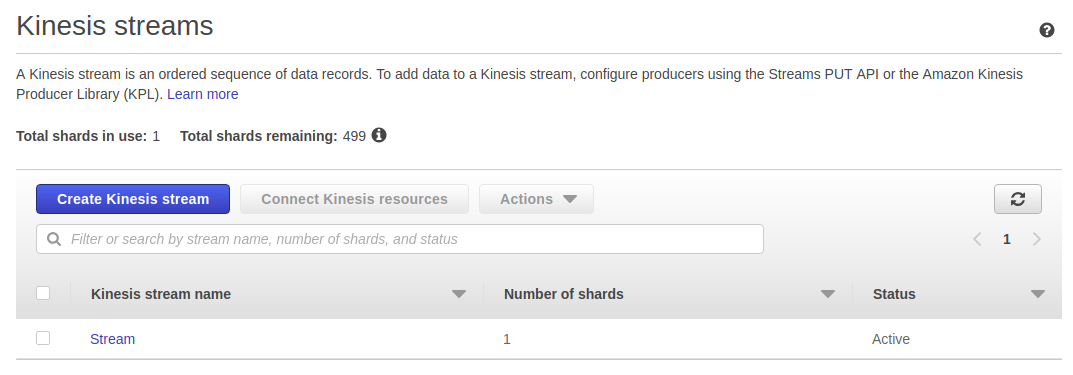 Kinesis streams
A Kinesis stream is an ordered sequence of data records. To add data to a Kinesis stream, configure producers using the Streams PUT API or the Amazon Kinesis
Producer Library (KPL). Learn more
Total shards in use: 1 Total shards remaining: 499
Create Kinesis stream Connect Kinesis resources Actions
Filter or search by stream name, number of shards, and status 1
Kinesis stream name Number of shards Status
Stream 1 Active